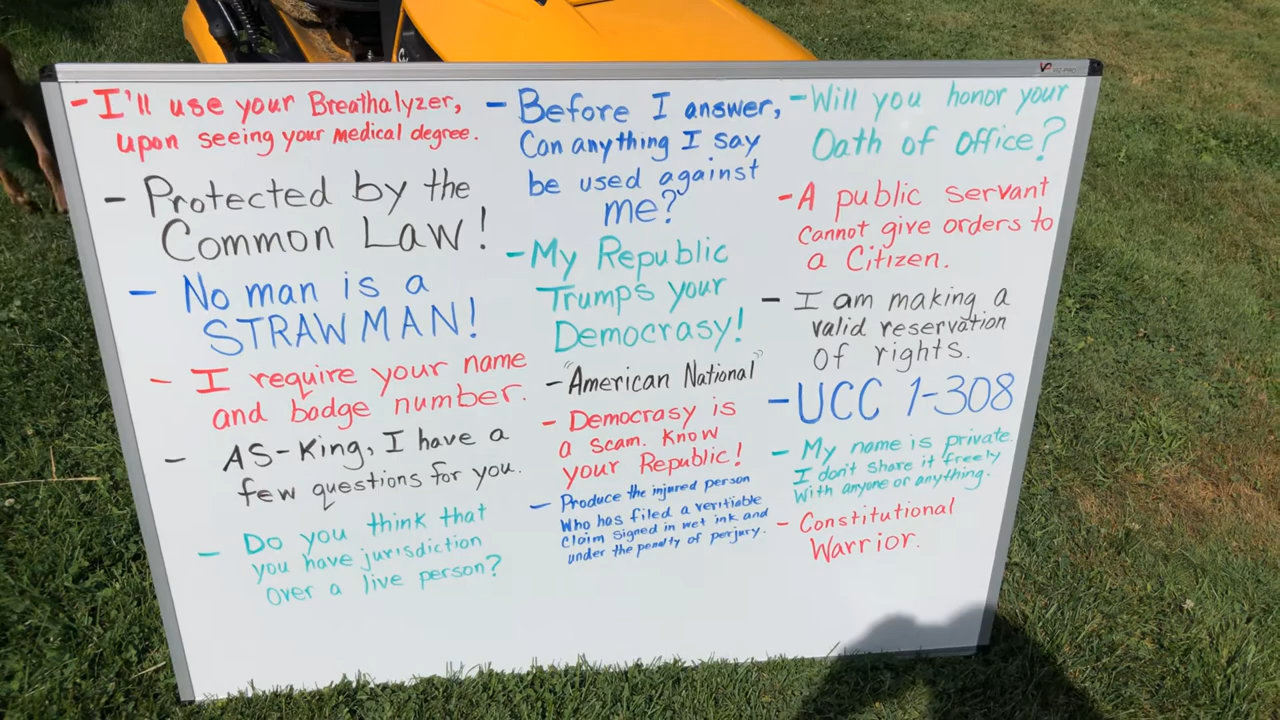 - I'll use your Breathalyzer,
upon seeing your medical degree.
- Protected by the
Common Law!
- No man is a
STRAWMAN!
- I require your name
and badge number.
- AS-King, I have a
few questions for you.
- Do you think that
you have jurisdiction
over a live person?
- Before I answer,
Can anything I say
be used against
me?
- My Republic
Trumps your
Democrasy!
- "American National"
- Democrasy is
a scam. Know
your Republic!
- Produce the injured person
Who has filed a veritiable
claim signed in wet ink and
under the penalty of perjury.
- Will you honor your
Oath of Office?
- A public servant
cannot give orders to
a Citizen.
- I am making a
valid reservation
of rights.
- UCC 1-308
- My name is private.
I don't share it freely
with anyone or anything.
- Constitutional
Warrior.
VIZ-PRO